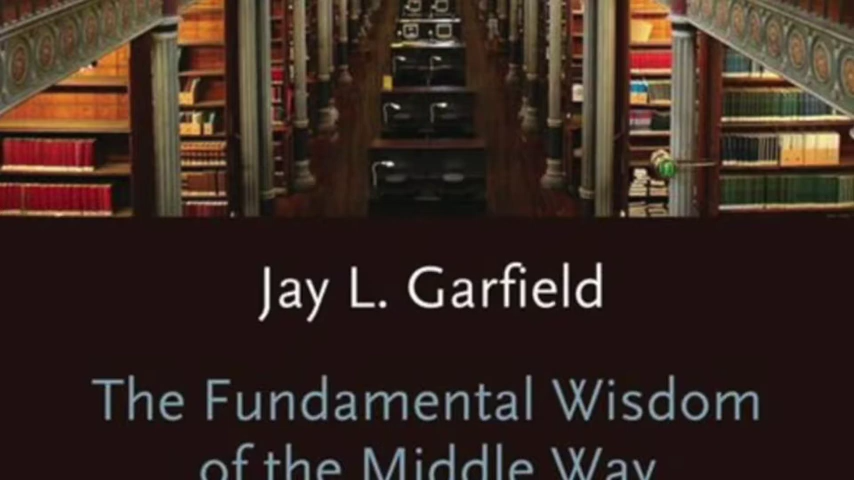 Jay L. Garfield
The Fundamental Wisdom
of the Middle Way